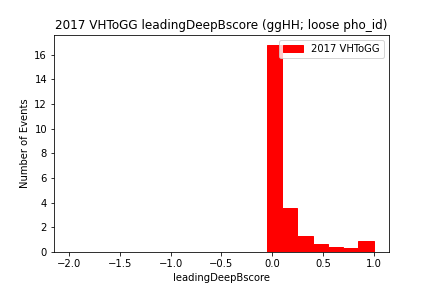 2017 VHToGG leadingDeepBscore (ggHH; loose pho_id)
2017 VHToGG
Number of Events
16
14
12
10
8
6
4
2
0
−2.0 −1.5 −1.0 −0.5 0.0 0.5 1.0
leadingDeepBscore